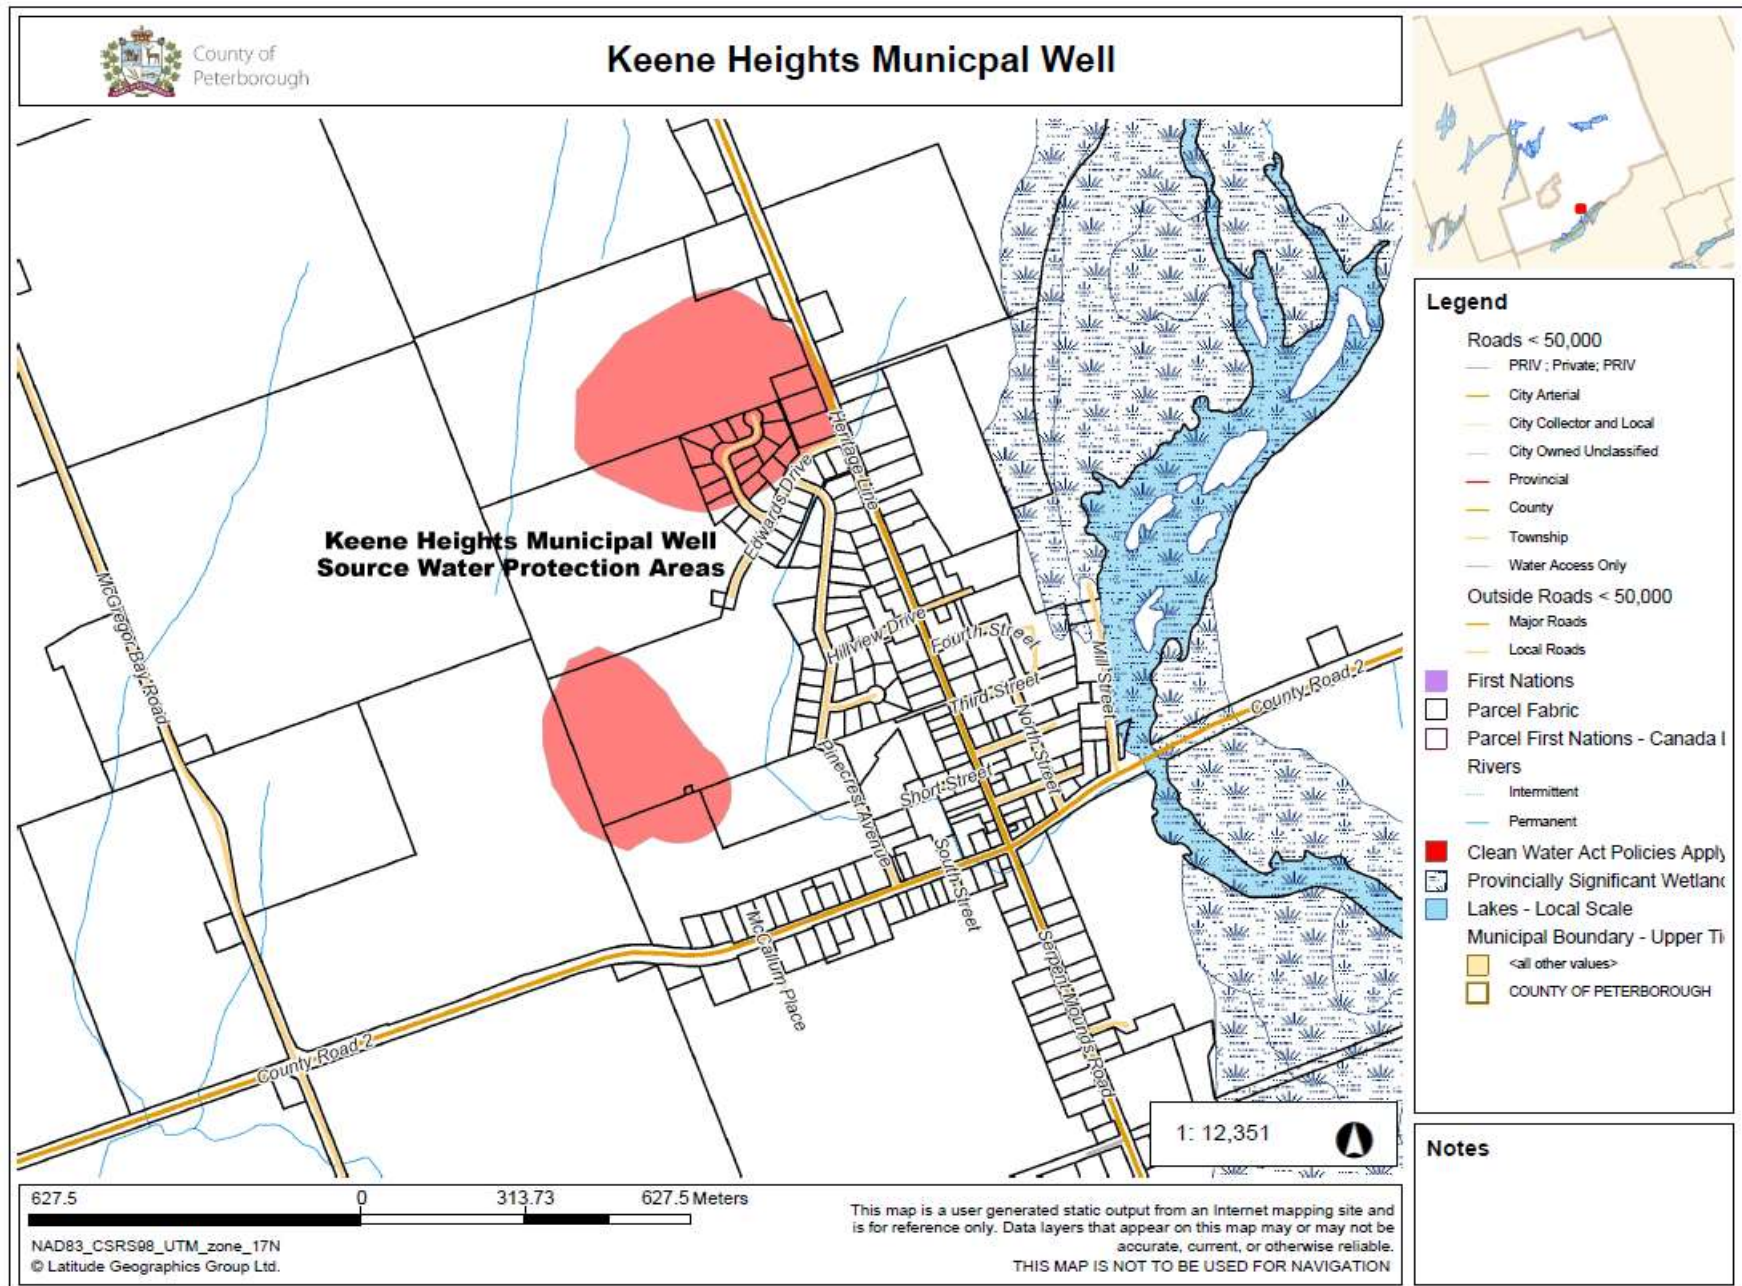 County of
Peterborough
Keene Heights Municpal Well
Heritage Line
Edwards Drive
Keene Heights Municipal Well
Source Water Protection Areas
McGregor Bay Road
Hillview Drive
Fourth Street
Mill Street
Third Street
North Street
County Road 2
Pinecrest Avenue
Short Street
South Street
McCallum Place
Serpent Mounds Road
County Road 2
1: 12,351
Legend
Roads < 50,000
PRIV ; Private; PRIV
City Arterial
City Collector and Local
City Owned Unclassified
Provincial
County
Township
Water Access Only
Outside Roads < 50,000
Major Roads
Local Roads
First Nations
Parcel Fabric
Parcel First Nations - Canada L
Rivers
Intermittent
Permanent
Clean Water Act Policies Apply
Provincially Significant Wetland
Lakes - Local Scale
Municipal Boundary - Upper Ti
<all other values>
COUNTY OF PETERBOROUGH
Notes
627.5 0 313.73 627.5 Meters
NAD83_CSRS98_UTM_zone_17N
© Latitude Geographics Group Ltd.
This map is a user generated static output from an Internet mapping site and
is for reference only. Data layers that appear on this map may or may not be
accurate, current, or otherwise reliable.
THIS MAP IS NOT TO BE USED FOR NAVIGATION